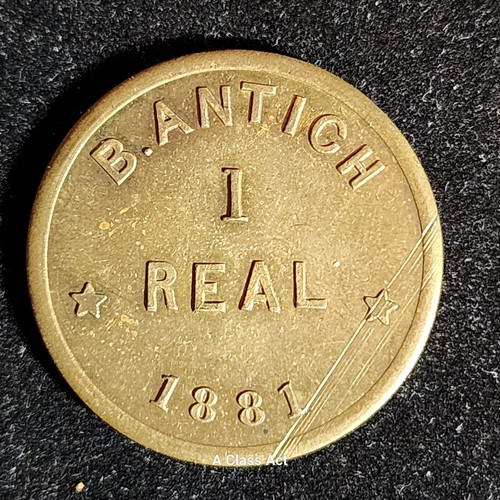 B. ANTICH
1
REAL
1881
A Class Act